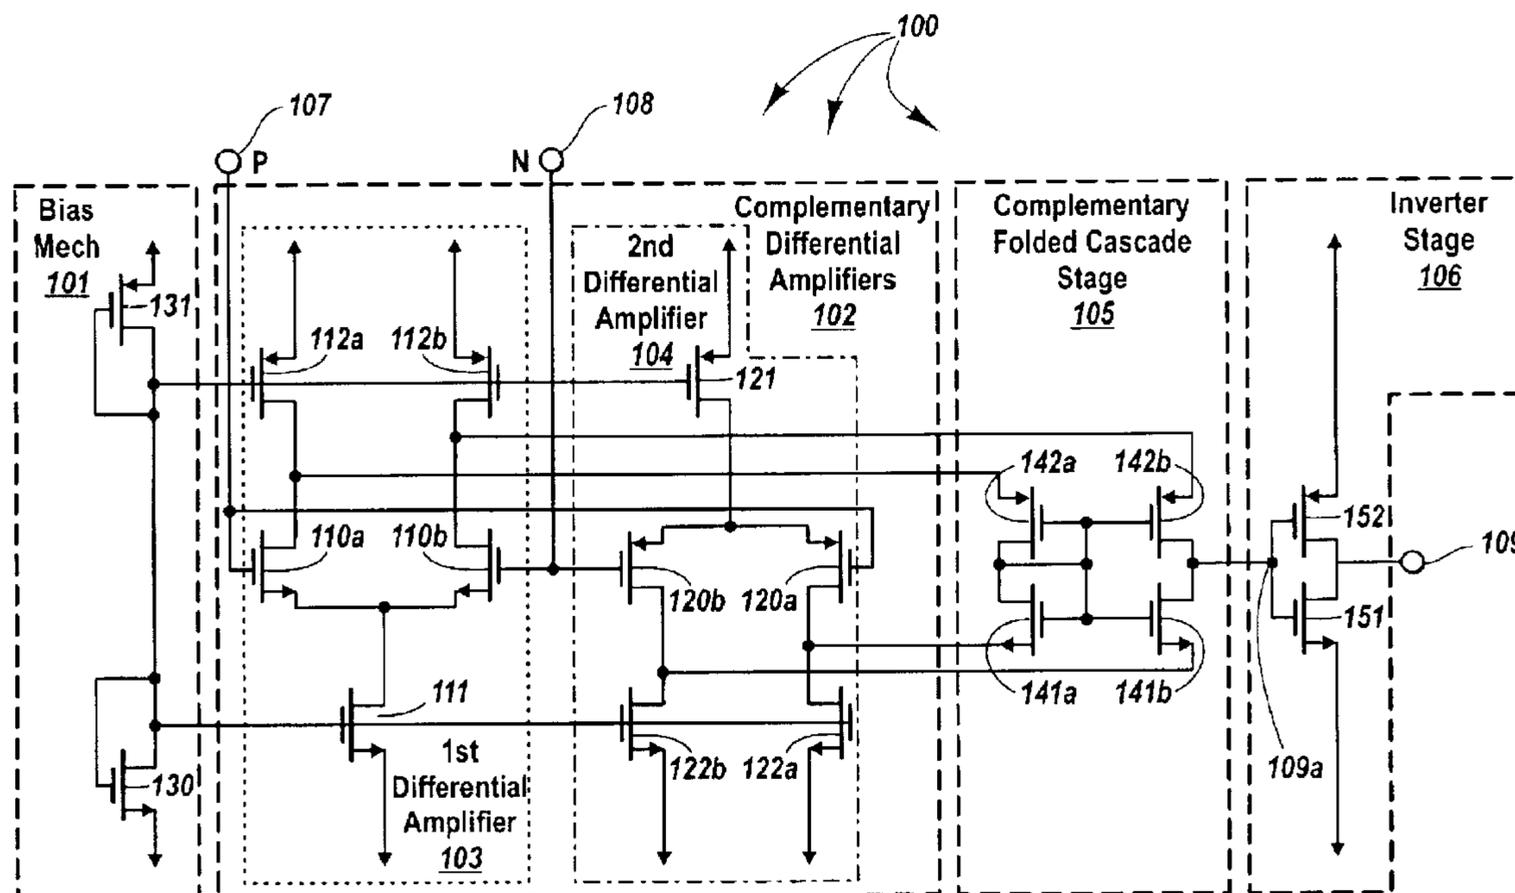 100
107
108
P
N
Bias
Mech
101
131
130
112a
112b
110a
110b
111
1st
Differential
Amplifier
103
2nd
Differential
Amplifier
104
121
120b
120a
122b
122a
Complementary
Differential
Amplifiers
102
Complementary
Folded Cascade
Stage
105
142a
142b
141a
141b
Inverter
Stage
106
152
151
109a
109